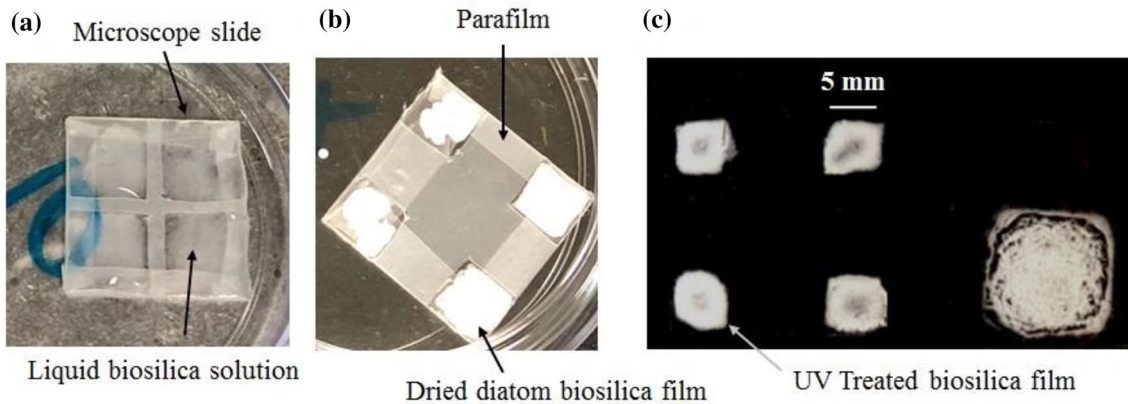 (a)
Microscope slide
Liquid biosilica solution
(b)
Parafilm
Dried diatom biosilica film
(c)
5 mm
UV Treated biosilica film